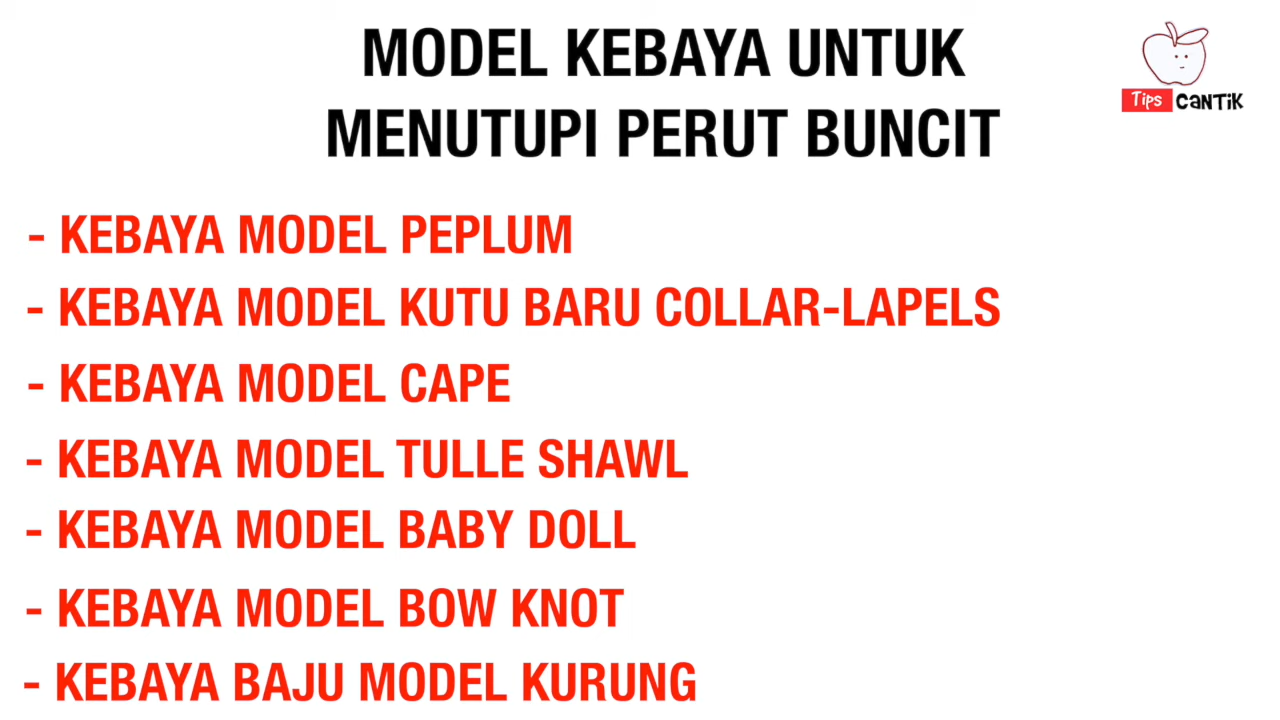 MODEL KEBAYA UNTUK
MENUTUPI PERUT BUNCIT
Tips CANTIK
- KEBAYA MODEL PEPLUM
- KEBAYA MODEL KUTU BARU COLLAR-LAPELS
- KEBAYA MODEL CAPE
- KEBAYA MODEL TULLE SHAWL
- KEBAYA MODEL BABY DOLL
- KEBAYA MODEL BOW KNOT
- KEBAYA BAJU MODEL KURUNG